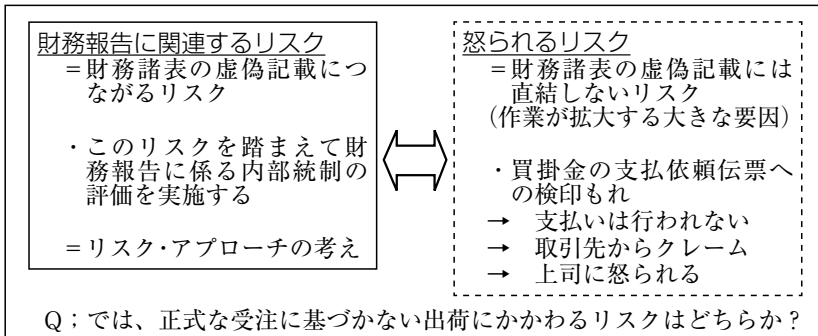 財務報告に関連するリスク
＝財務諸表の虚偽記載につ
ながるリスク
・このリスクを踏まえて財
務報告に係る内部統制の
評価を実施する
＝リスク・アプローチの考え
怒られるリスク
＝財務諸表の虚偽記載には
直結しないリスク
（作業が拡大する大きな要因）
・買掛金の支払依頼伝票へ
の検印もれ
→　支払いは行われない
→　取引先からクレーム
→　上司に怒られる
Q；では、正式な受注に基づかない出荷にかかわるリスクはどちらか？